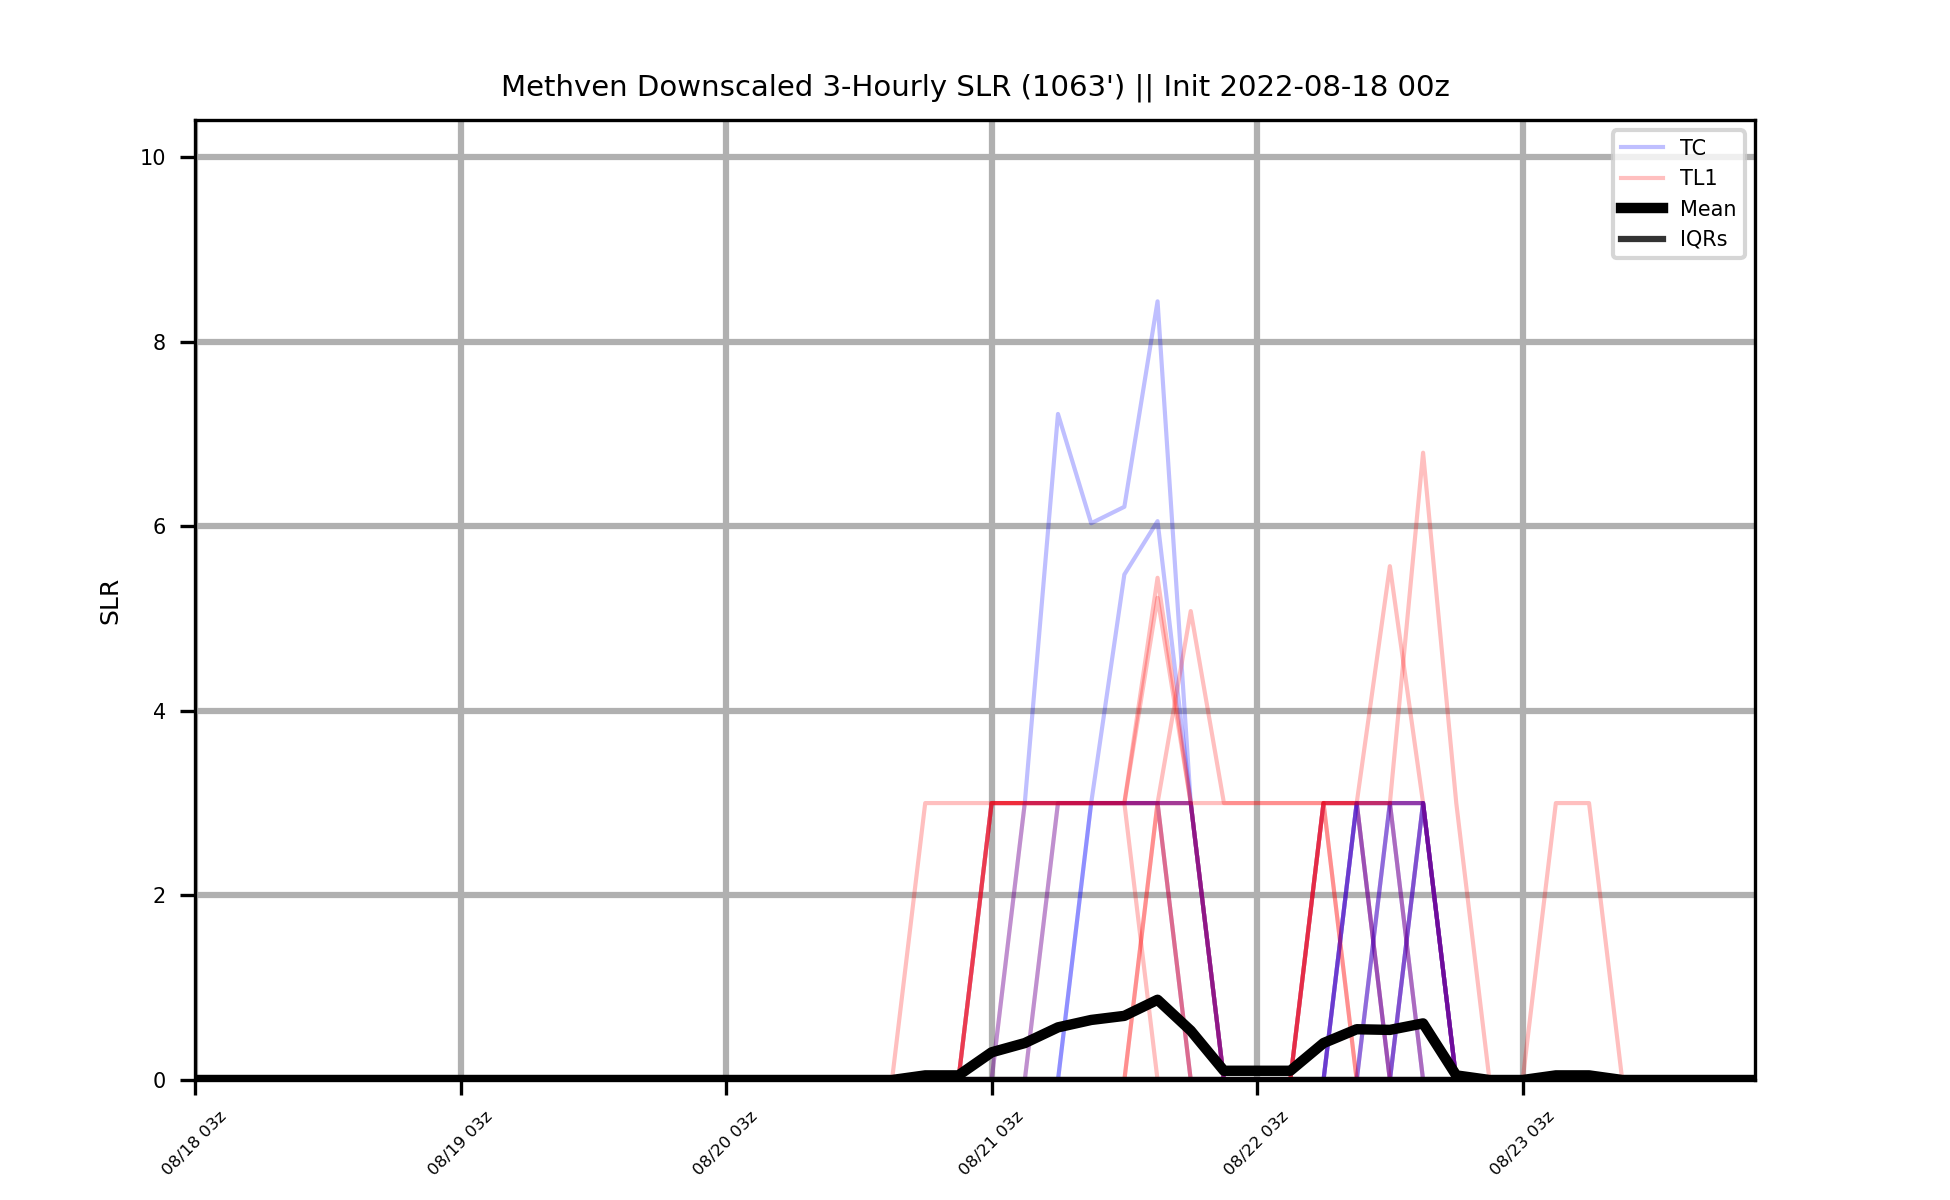 Methven Downscaled 3-Hourly SLR (1063') || Init 2022-08-18 00z
TC
TL1
Mean
IQRs
10
8
6
4
2
0
SLR
08/18 03z
08/19 03z
08/20 03z
08/21 03z
08/22 03z
08/23 03z